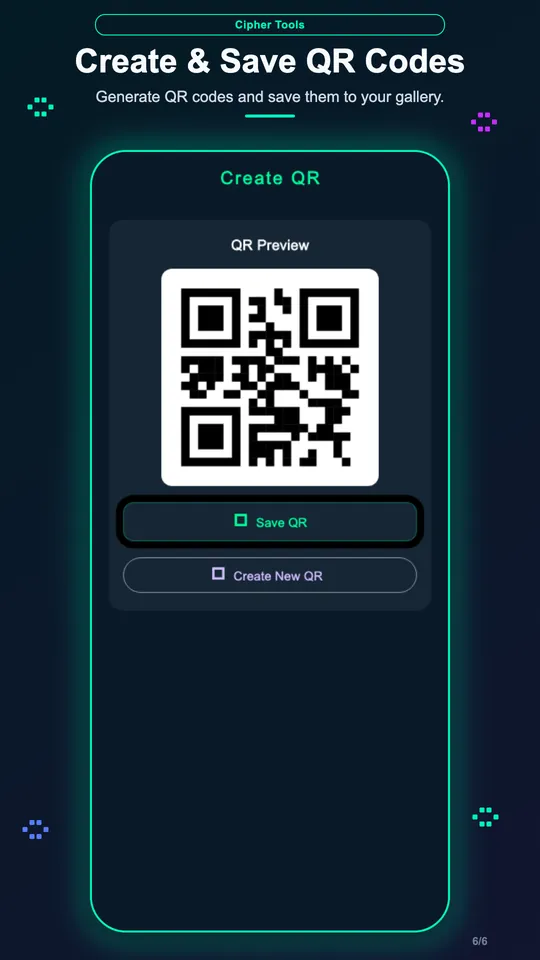 Cipher Tools
Create & Save QR Codes
Generate QR codes and save them to your gallery.
Create QR
QR Preview
Save QR
Create New QR
6/6